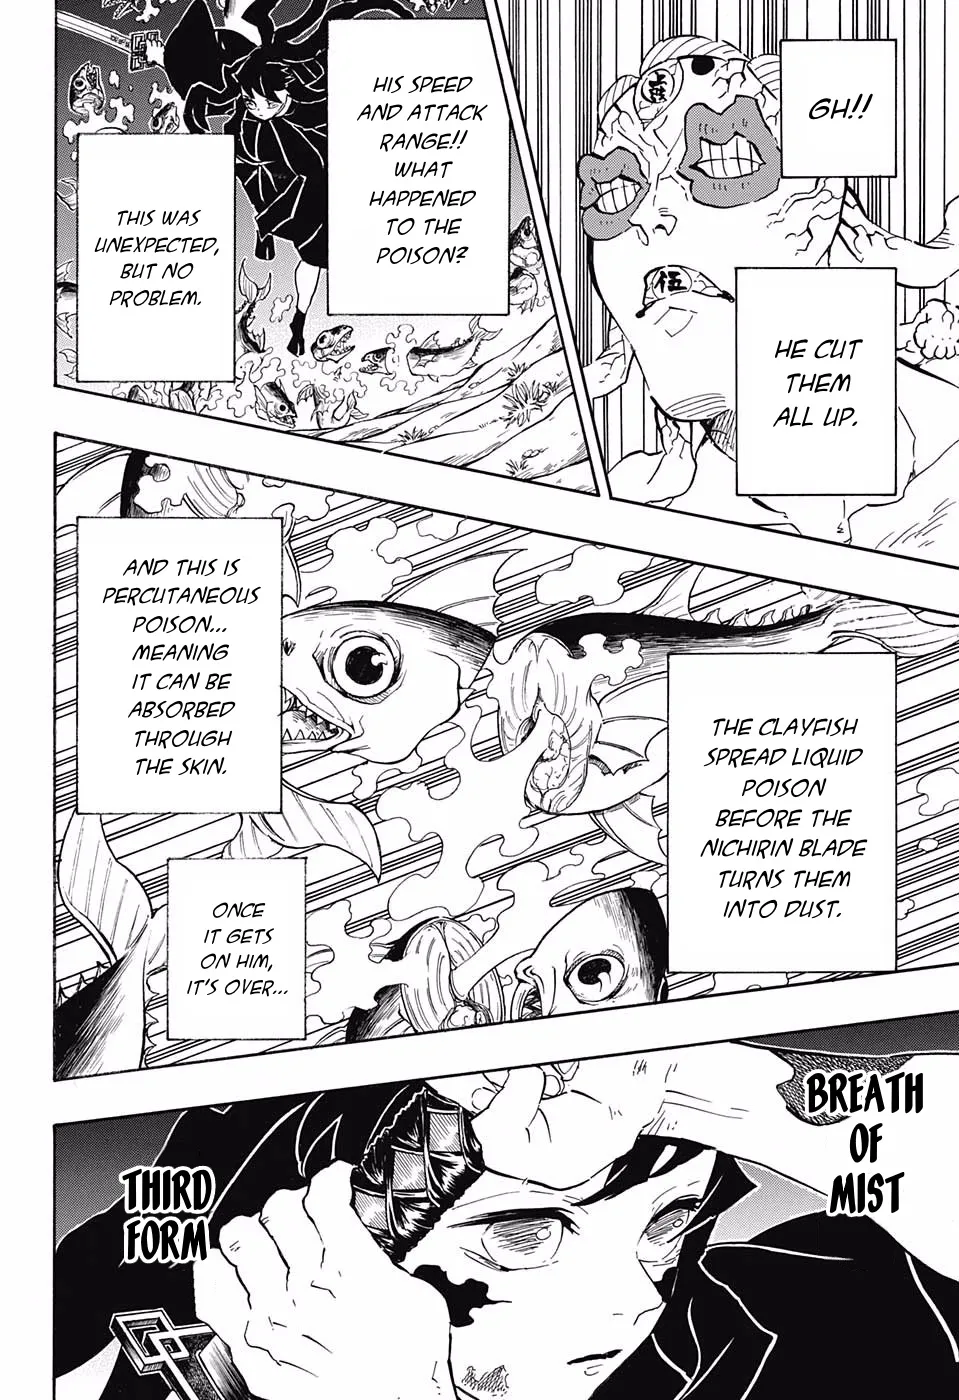 GH!!
HE CUT
THEM
ALL UP.
上弦
伍
HIS SPEED
AND ATTACK
RANGE!!
WHAT
HAPPENED
TO THE
POISON?
THIS WAS
UNEXPECTED,
BUT NO
PROBLEM.
THE CLAYFISH
SPREAD LIQUID
POISON
BEFORE THE
NICHIRIN BLADE
TURNS THEM
INTO DUST.
AND THIS IS
PERCUTANEOUS
POISON...
MEANING
IT CAN BE
ABSORBED
THROUGH
THE SKIN.
ONCE
IT GETS
ON HIM,
IT'S OVER...
BREATH
OF
MIST
THIRD
FORM